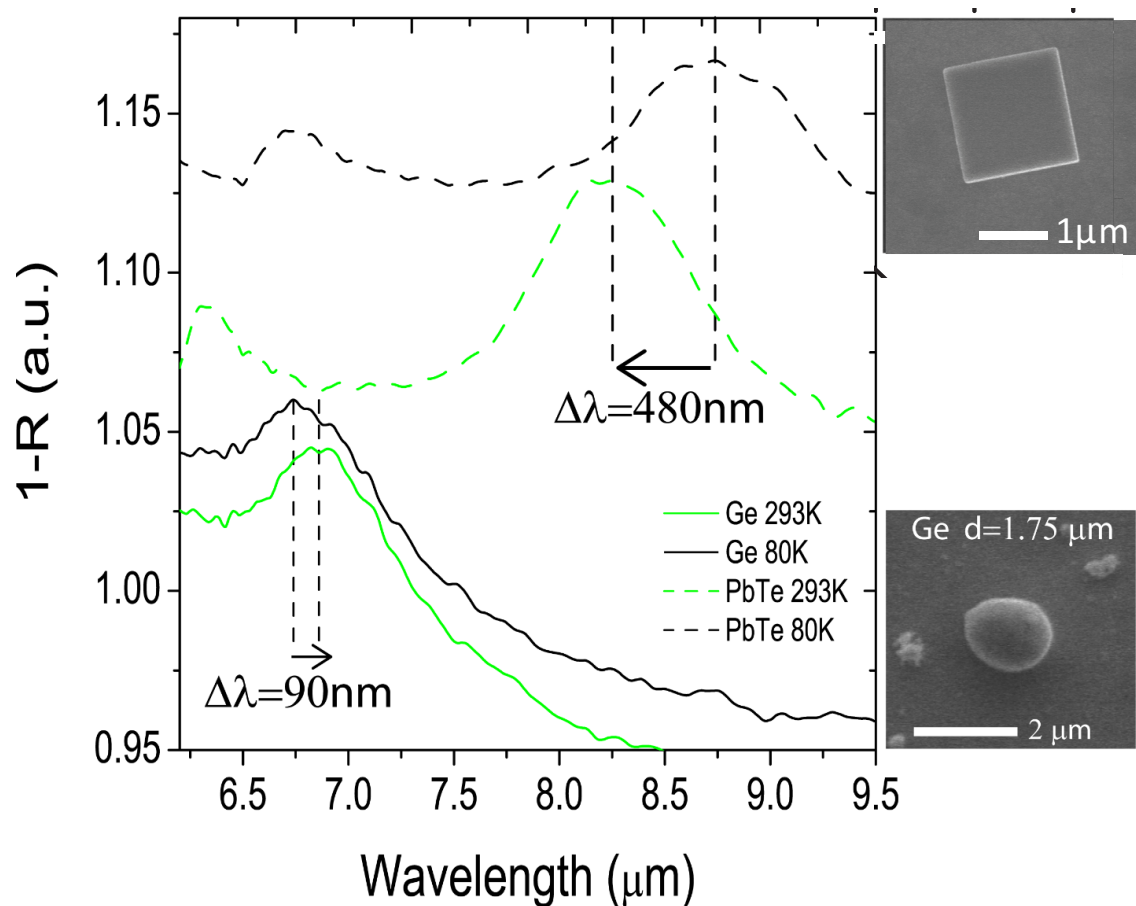 1-R (a.u.)
1.15
1.10
1.05
1.00
0.95
Δλ=480nm
Δλ=90nm
Ge 293K
Ge 80K
PbTe 293K
PbTe 80K
6.5 7.0 7.5 8.0 8.5 9.0 9.5
Wavelength (μm)
1μm
Ge d=1.75 μm
2 μm